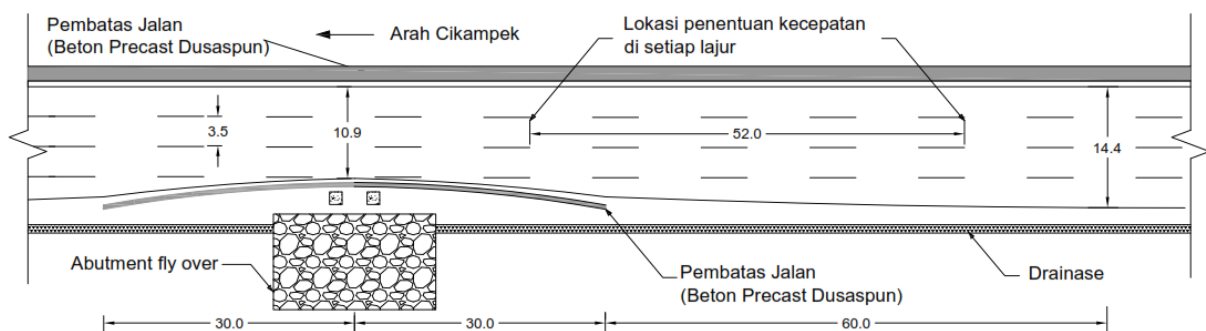 Pembatas Jalan
(Beton Precast Dusaspun)
Arah Cikampek
Lokasi penentuan kecepatan
di setiap lajur
3.5
10.9
52.0
14.4
Abutment fly over
Pembatas Jalan
(Beton Precast Dusaspun)
Drainase
30.0
30.0
60.0